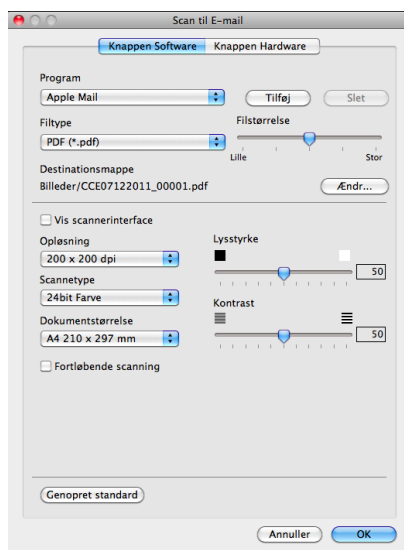 Scan til E-mail
Knappen Software Knappen Hardware
Program
Apple Mail Tilføj Slet
Filtype Filstørrelse
PDF (*.pdf)
Lille Stor
Destinationsmappe
Billeder/CCE07122011_00001.pdf Ændr...
Vis scannerinterface
Opløsning Lysstyrke
200 x 200 dpi 50
Scannetype
24bit Farve Kontrast
Dokumentstørrelse
A4 210 x 297 mm 50
Fortløbende scanning
Genopret standard
Annuller OK